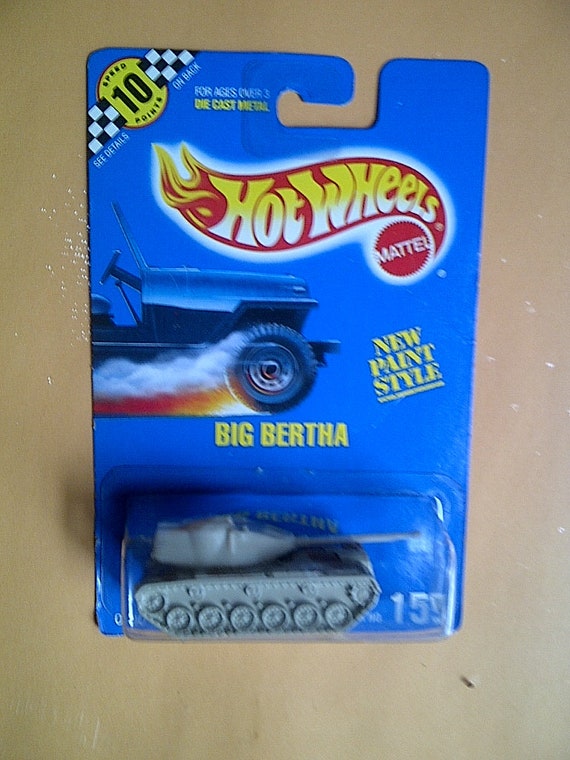 SPEED
10
POINTS
ON BACK
SEE DETAILS
FOR AGES OVER 3
DIE CAST METAL
HOT WHEELS
MATTEL
NEW
PAINT
STYLE
BIG BERTHA
159